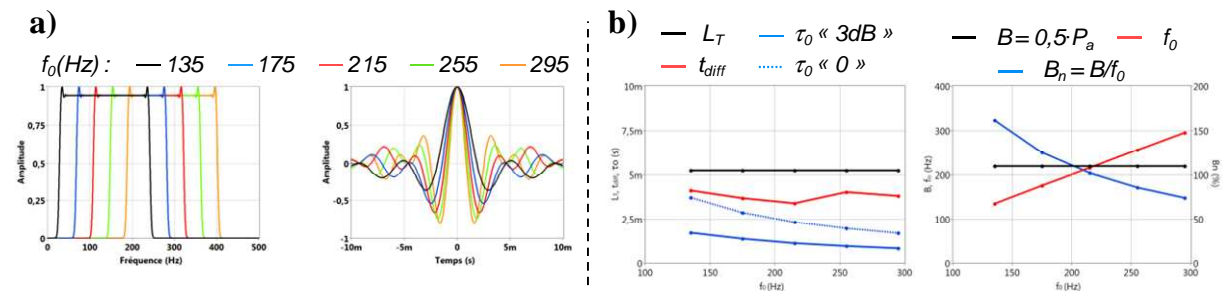 a)
f₀(Hz) : 135 175 215 255 295
Amplitude
1
0,75
0,5
0,25
0
0 100 200 300 400 500
Fréquence (Hz)
Amplitude
1
0,5
0
-0,5
-1
-10m -5m 0 5m 10m
Temps (s)
b)
L_T τ₀ « 3dB »
t_diff τ₀ « 0 »
L_T, t_diff, τ0 (s)
10m
7,5m
5m
2,5m
0
100 150 200 250 300
f₀ (Hz)
B = 0,5·Pₐ f₀
Bₙ = B/f₀
B, f₀ (Hz)
400
300
200
100
0
200
150
100
50
0
Bn (%)
100 150 200 250 300
f₀ (Hz)